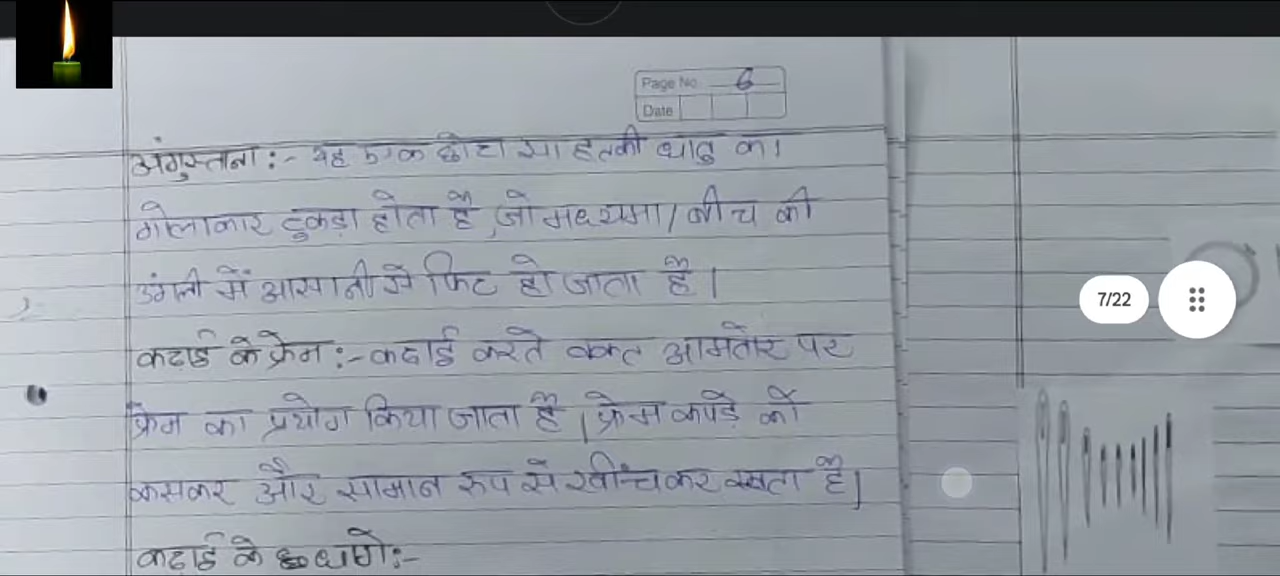 Page No 6
Date
अंगुस्ताना :- यह एक छोटा सा हल्की धातु का
गोलाकार टुकड़ा होता है, जो मध्यमा / बीच की
उंगली में आसानी से फिट हो जाता है।
कढाई के फ्रेम :- कढाई करते वक्त आमतौर पर
फ्रेम का प्रयोग किया जाता है। फ्रेम कपड़े को
कसकर और सामान रूप से खींचकर रखता है।
7/22
कढाई के धागे :-